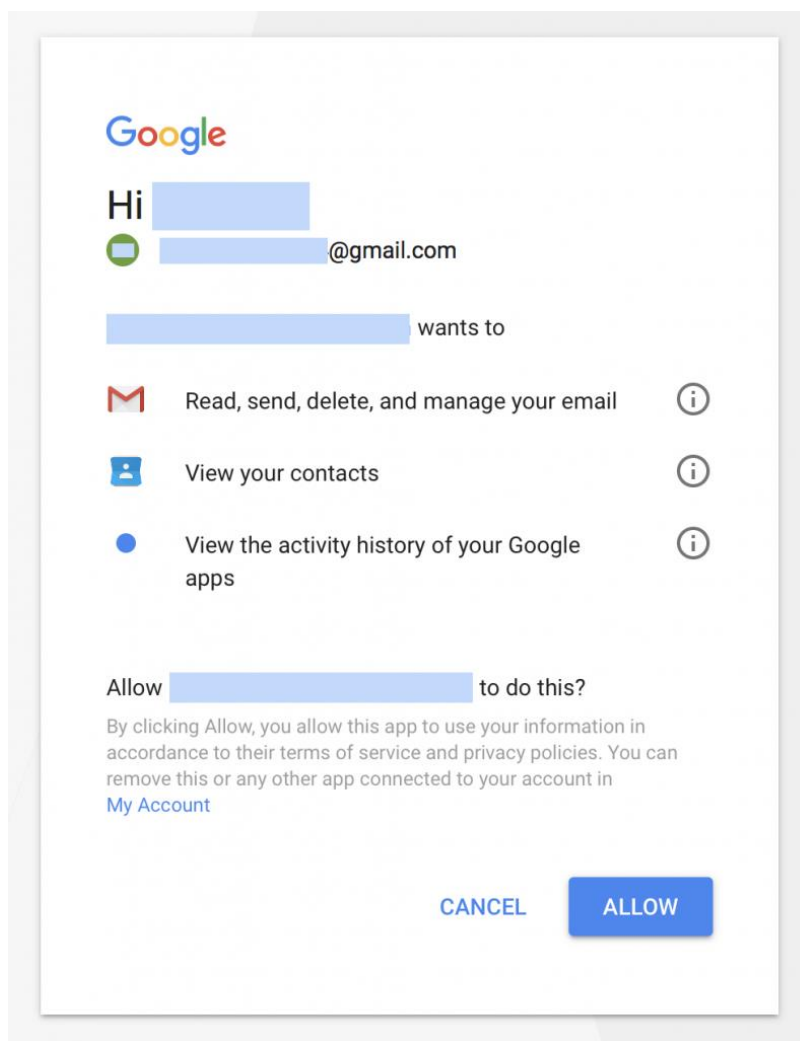 Google
Hi
@gmail.com
wants to
Read, send, delete, and manage your email
View your contacts
View the activity history of your Google
apps
Allow to do this?
By clicking Allow, you allow this app to use your information in
accordance to their terms of service and privacy policies. You can
remove this or any other app connected to your account in
My Account
CANCEL ALLOW